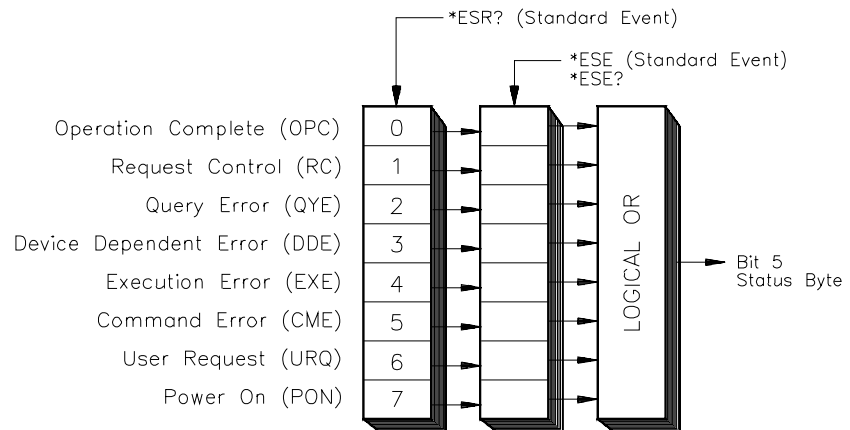 *ESR? (Standard Event)
*ESE (Standard Event)
*ESE?
Operation Complete (OPC) 0
Request Control (RC) 1
Query Error (QYE) 2
Device Dependent Error (DDE) 3
Execution Error (EXE) 4
Command Error (CME) 5
User Request (URQ) 6
Power On (PON) 7
LOGICAL OR
Bit 5
Status Byte